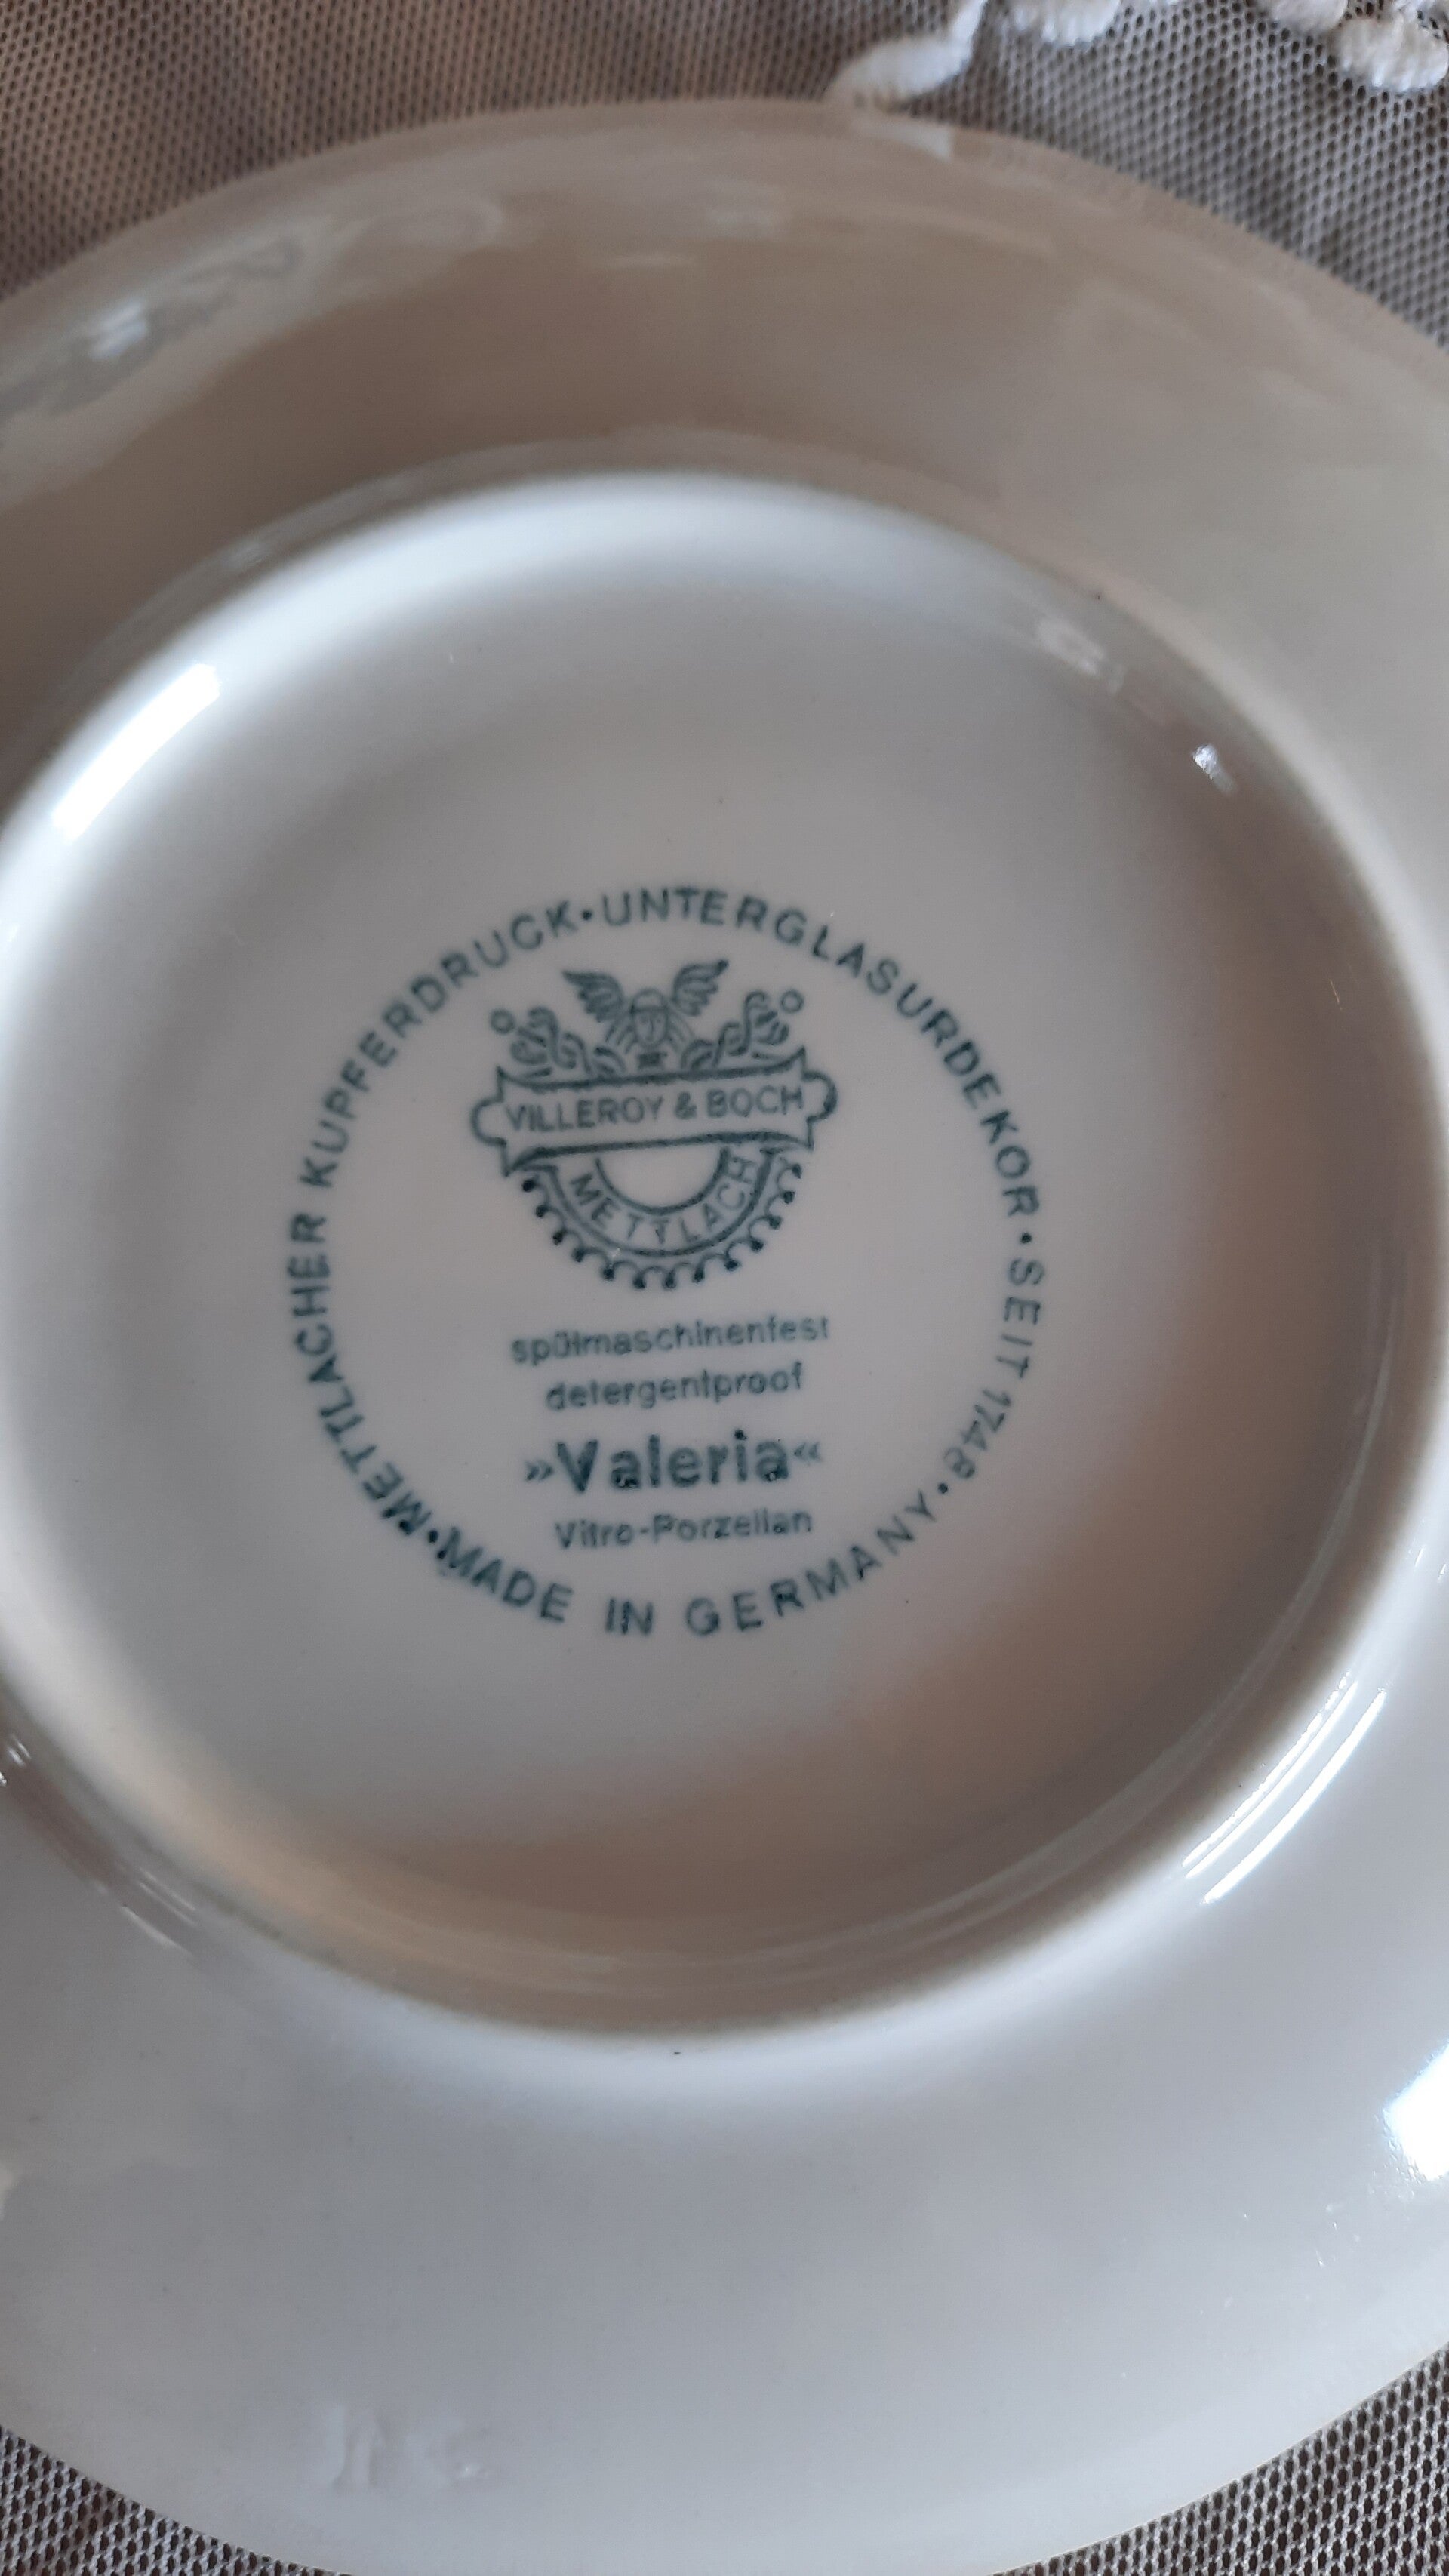 METTLACHER KUPFERDRUCK • UNTERGLASURDEKOR • SEIT 1748 • MADE IN GERMANY •
VILLEROY & BOCH
METTLACH
spülmaschinenfest
detergentproof
»Valeria«
Vitro-Porzellan